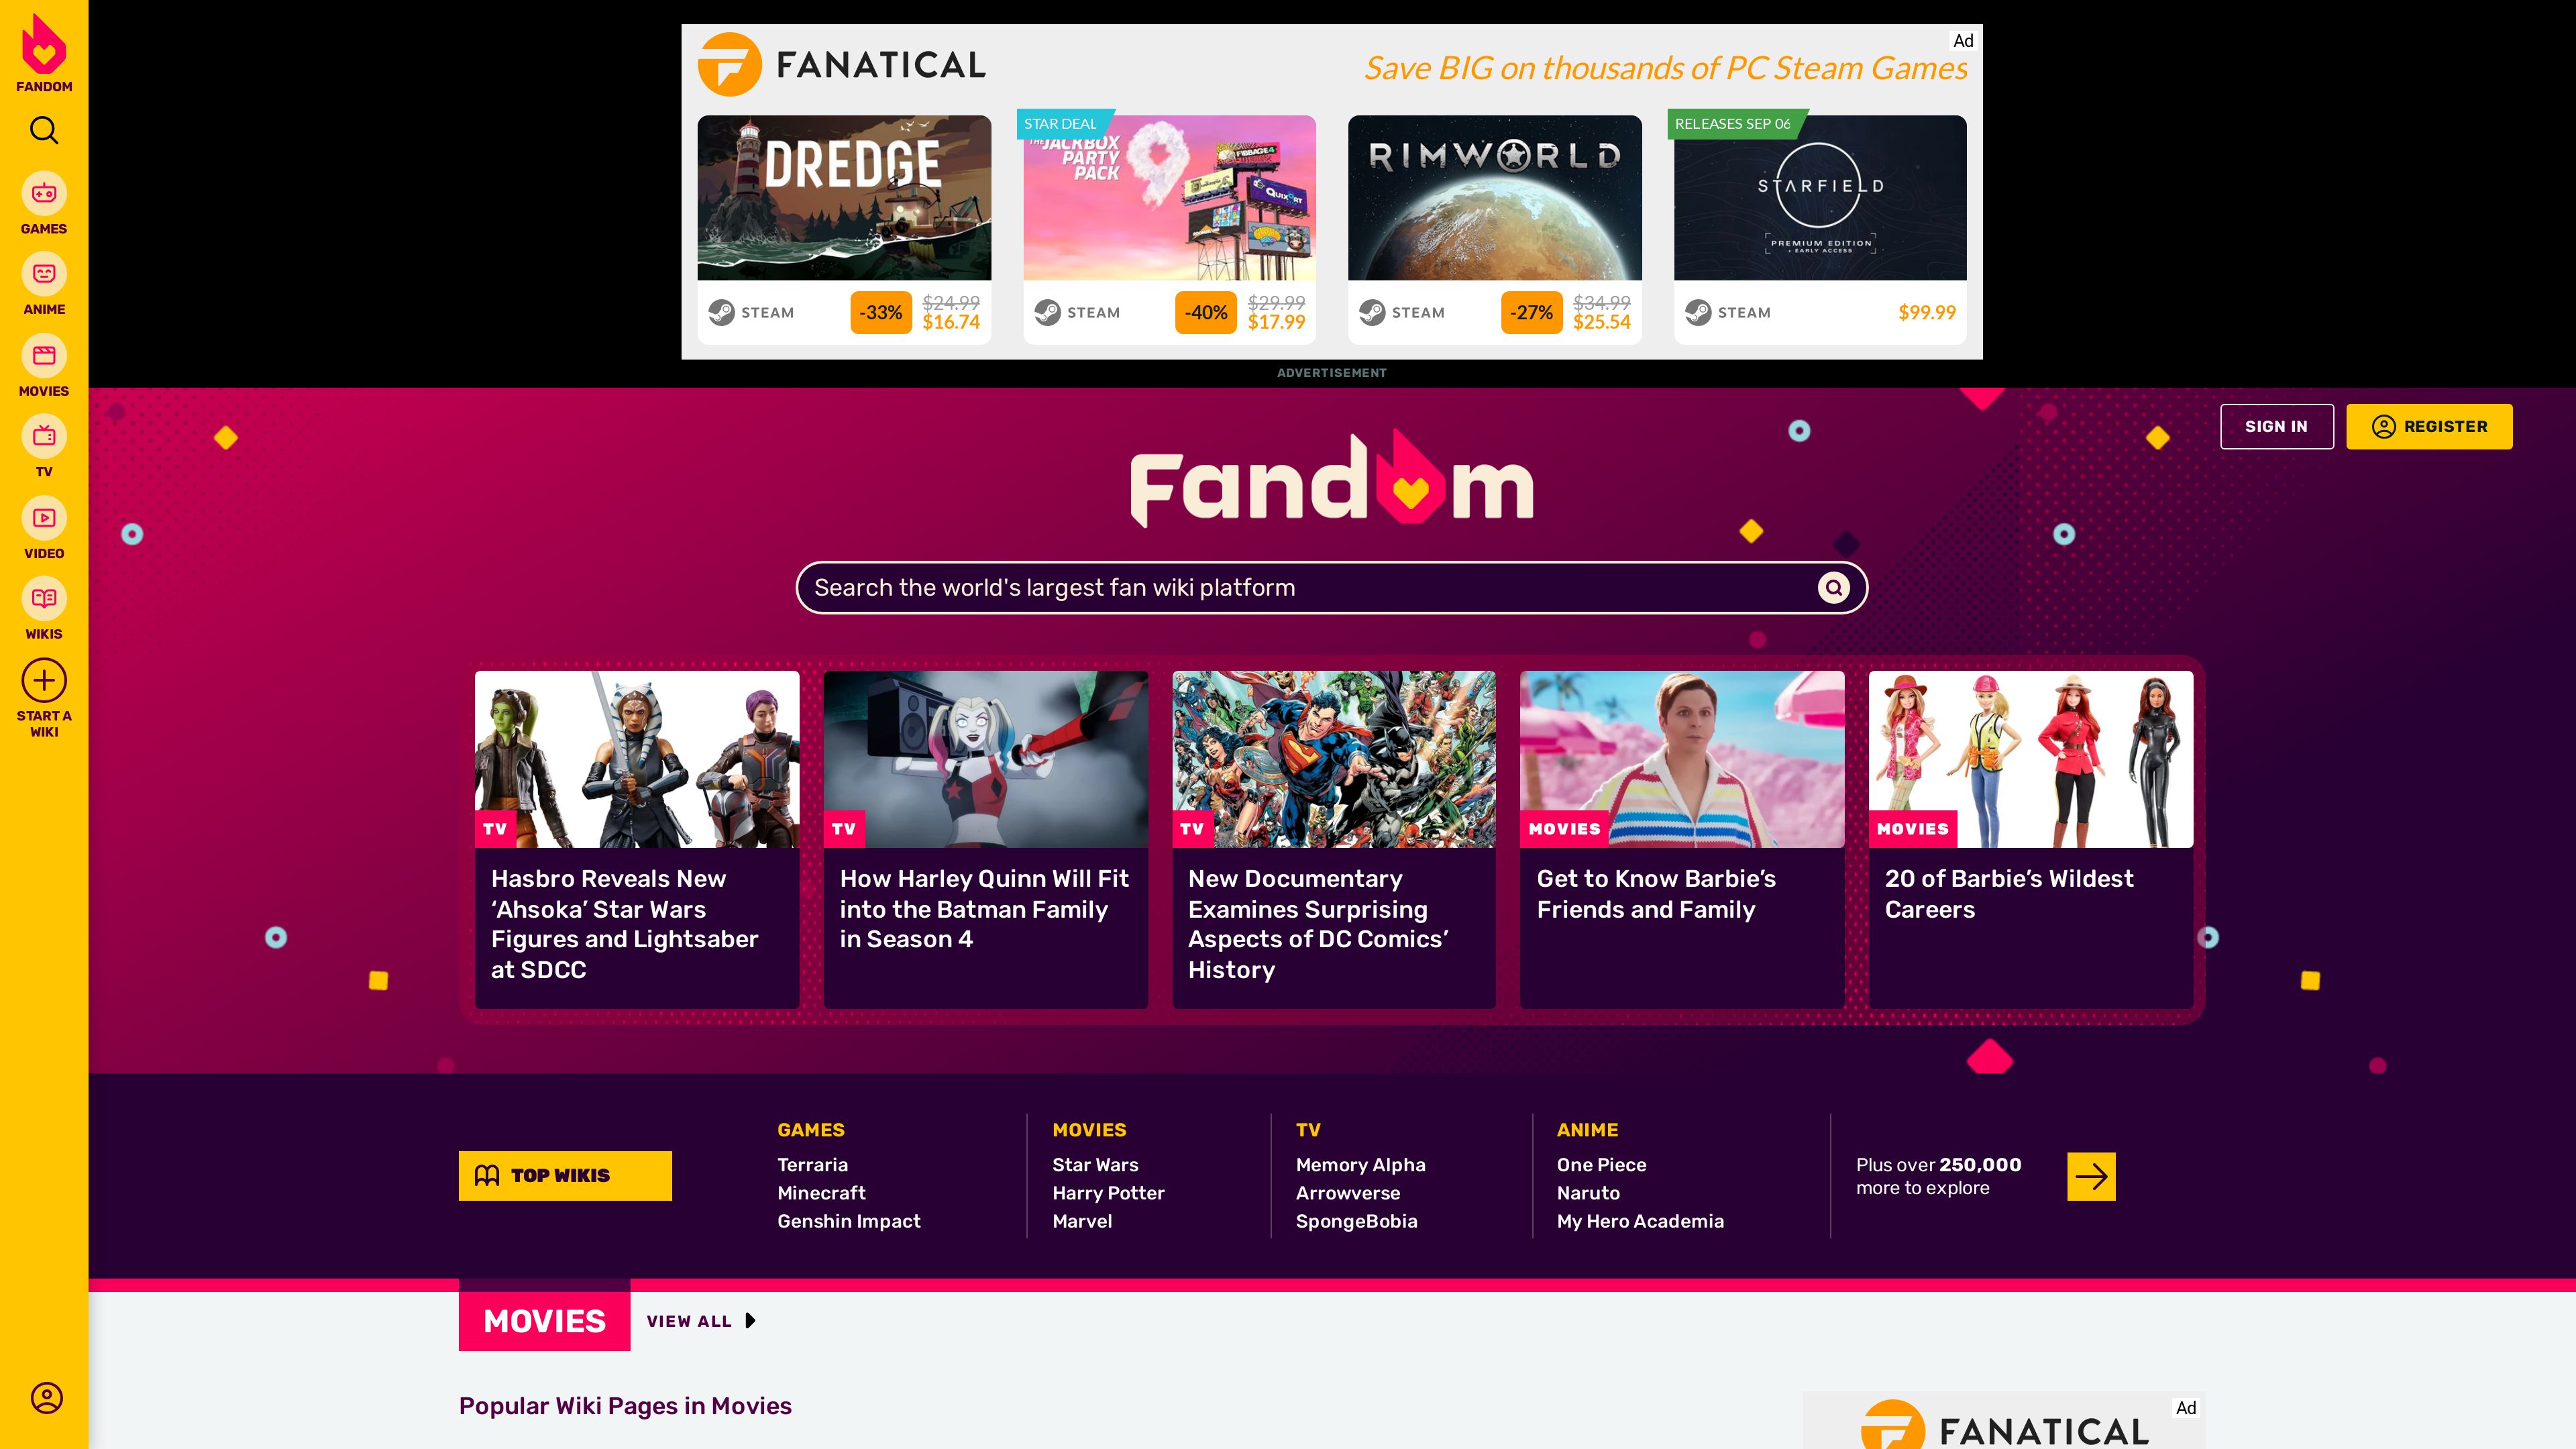 FANDOM
GAMES
ANIME
MOVIES
TV
VIDEO
WIKIS
START A
WIKI
FANATICAL
Save BIG on thousands of PC Steam Games
Ad
DREDGE
STEAM
-33%
$24.99
$16.74
STAR DEAL
THE JACKBOX
PARTY
PACK
9
FIBBAGE 4
QUIXORT
STEAM
-40%
$29.99
$17.99
RIMWORLD
STEAM
-27%
$34.99
$25.54
RELEASES SEP 06
STARFIELD
PREMIUM EDITION
+ EARLY ACCESS
STEAM
$99.99
ADVERTISEMENT
SIGN IN
REGISTER
Fandom
Search the world's largest fan wiki platform
TV
Hasbro Reveals New
‘Ahsoka’ Star Wars
Figures and Lightsaber
at SDCC
TV
How Harley Quinn Will Fit
into the Batman Family
in Season 4
TV
New Documentary
Examines Surprising
Aspects of DC Comics’
History
MOVIES
Get to Know Barbie’s
Friends and Family
MOVIES
20 of Barbie’s Wildest
Careers
TOP WIKIS
GAMES
Terraria
Minecraft
Genshin Impact
MOVIES
Star Wars
Harry Potter
Marvel
TV
Memory Alpha
Arrowverse
SpongeBobia
ANIME
One Piece
Naruto
My Hero Academia
Plus over 250,000
more to explore
MOVIES
VIEW ALL
Popular Wiki Pages in Movies
FANATICAL
Ad